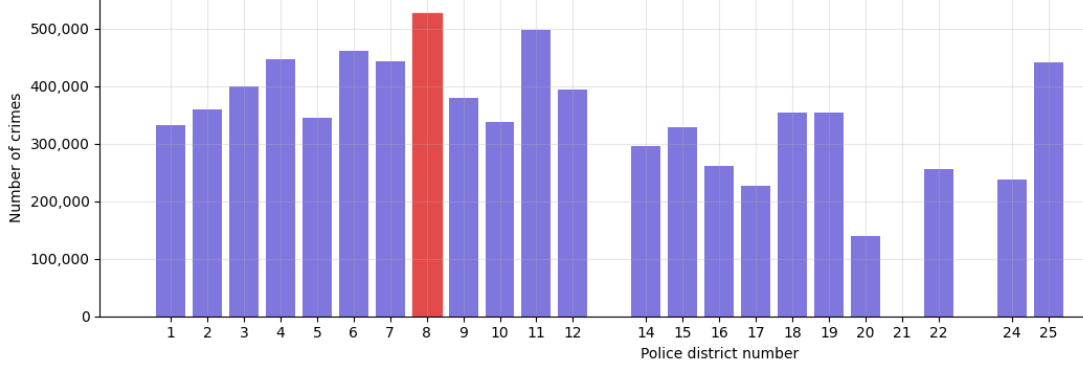 Number of crimes
500,000
400,000
300,000
200,000
100,000
0
1 2 3 4 5 6 7 8 9 10 11 12 14 15 16 17 18 19 20 21 22 24 25
Police district number